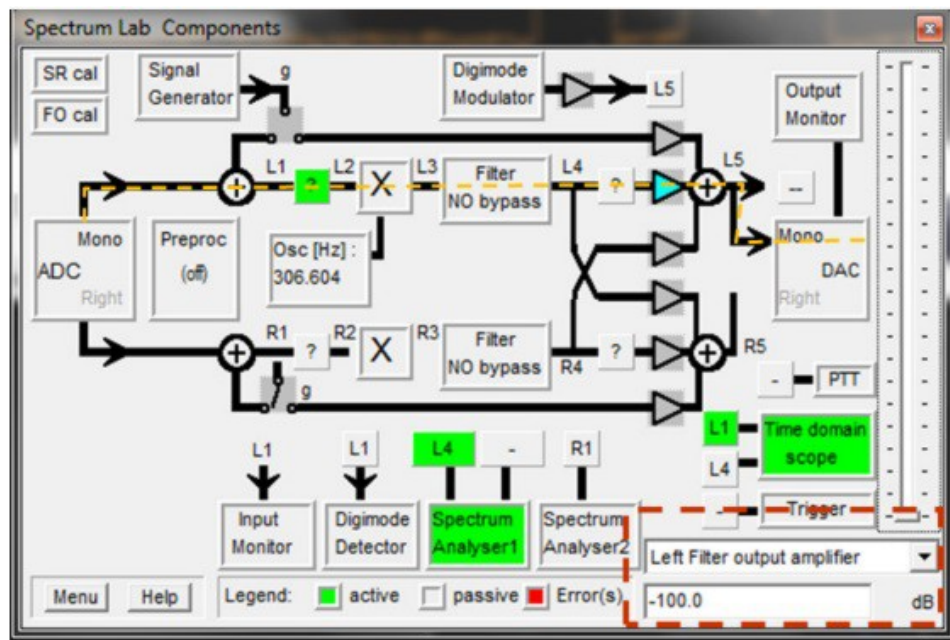 Spectrum Lab Components
x
SR cal
FO cal
Signal
Generator
g
Digimode
Modulator
L5
Output
Monitor
L1
?
L2
X
L3
Filter
NO bypass
L4
?
L5
--
Mono
ADC
Right
Preproc
(off)
Osc [Hz] :
306.604
Mono
DAC
Right
R1
?
R2
X
R3
Filter
NO bypass
R4
?
R5
g
-
PTT
L1
L4
Time domain
scope
-
Trigger
L1
L1
L4
-
R1
Input
Monitor
Digimode
Detector
Spectrum
Analyser1
Spectrum
Analyser2
Left Filter output amplifier
-100.0
dB
Menu
Help
Legend:
active
passive
Error(s)